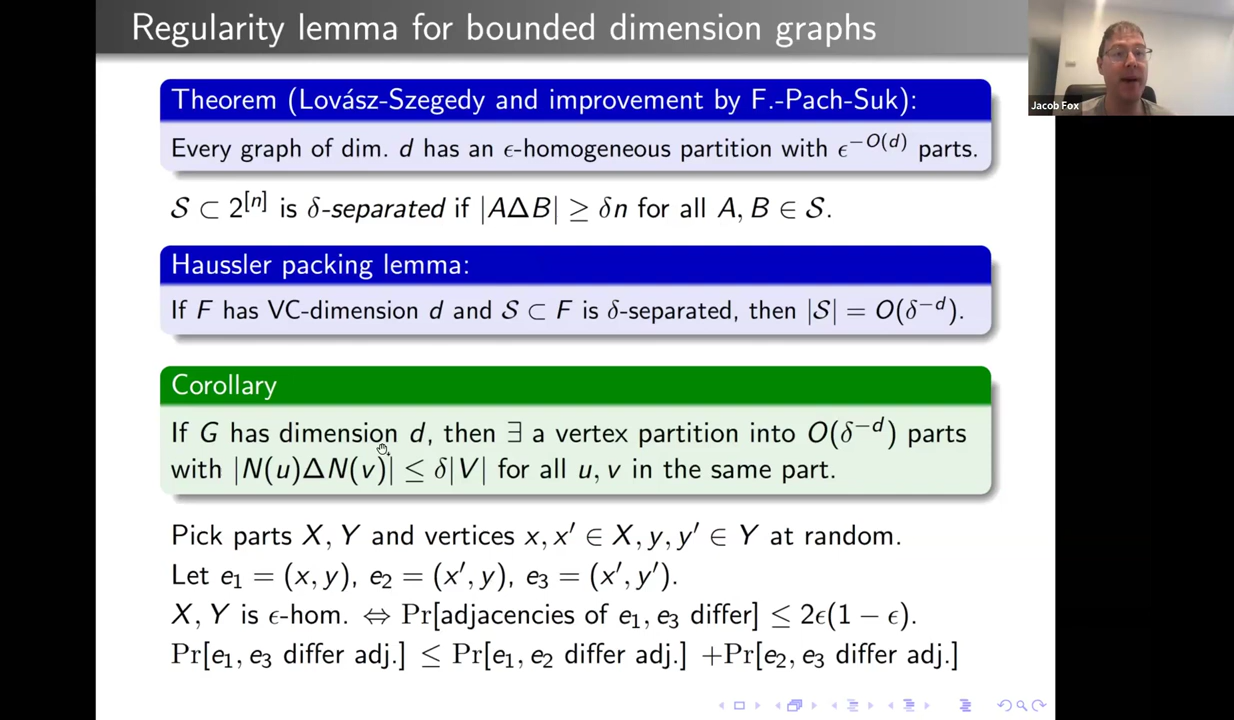 Regularity lemma for bounded dimension graphs
Theorem (Lovász-Szegedy and improvement by F.-Pach-Suk):
Every graph of dim. d has an ϵ-homogeneous partition with ϵ^{-O(d)} parts.
𝒮 ⊂ 2^{[n]} is δ-separated if |AΔB| ≥ δn for all A, B ∈ 𝒮.
Haussler packing lemma:
If F has VC-dimension d and 𝒮 ⊂ F is δ-separated, then |𝒮| = O(δ^{-d}).
Corollary
If G has dimension d, then ∃ a vertex partition into O(δ^{-d}) parts
with |N(u)ΔN(v)| ≤ δ|V| for all u, v in the same part.
Pick parts X, Y and vertices x, x′ ∈ X, y, y′ ∈ Y at random.
Let e₁ = (x, y), e₂ = (x′, y), e₃ = (x′, y′).
X, Y is ϵ-hom. ⇔ Pr[adjacencies of e₁, e₃ differ] ≤ 2ϵ(1 − ϵ).
Pr[e₁, e₃ differ adj.] ≤ Pr[e₁, e₂ differ adj.] +Pr[e₂, e₃ differ adj.]
Jacob Fox